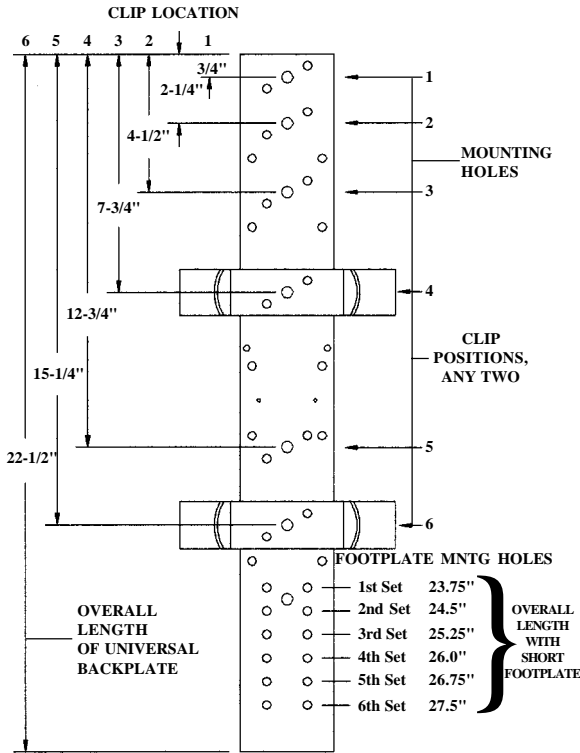 CLIP LOCATION
6 5 4 3 2 1
3/4"
2-1/4"
4-1/2"
7-3/4"
12-3/4"
15-1/4"
22-1/2"
1
2
3
4
5
6
MOUNTING
HOLES
CLIP
POSITIONS,
ANY TWO
FOOTPLATE MNTG HOLES
1st Set 23.75"
2nd Set 24.5"
3rd Set 25.25"
4th Set 26.0"
5th Set 26.75"
6th Set 27.5"
OVERALL
LENGTH
WITH
SHORT
FOOTPLATE
OVERALL
LENGTH
OF UNIVERSAL
BACKPLATE